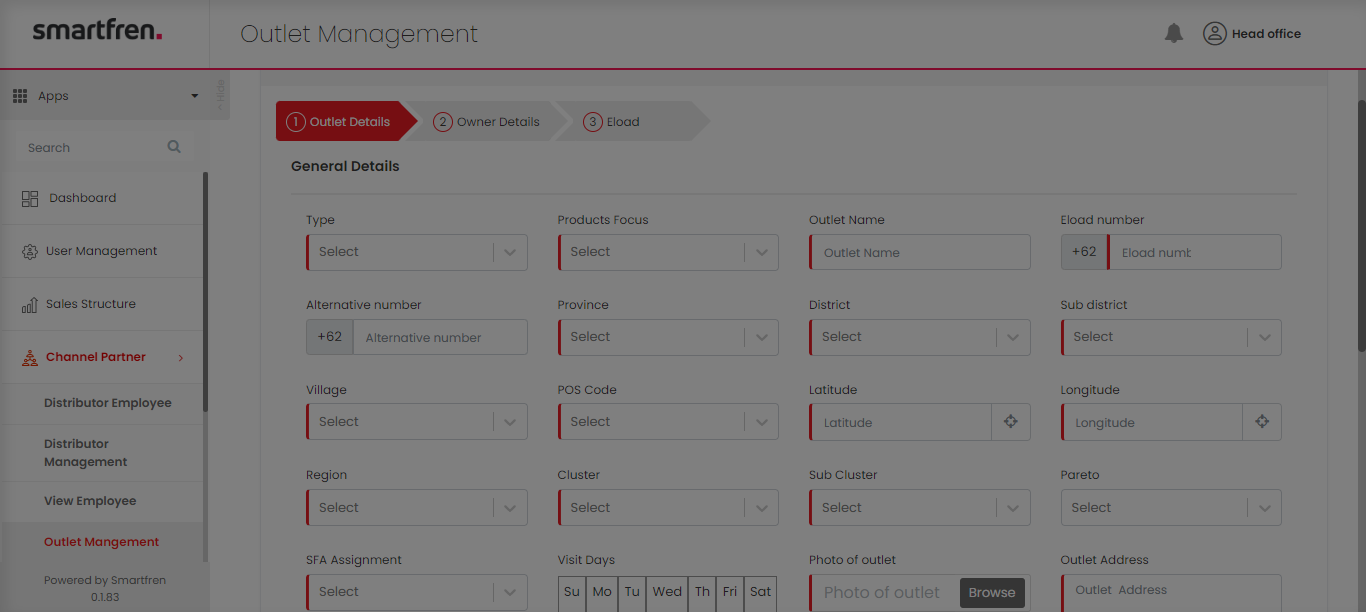 smartfren.
Outlet Management
Head office
Apps
< Hide
Search
Dashboard
User Management
Sales Structure
Channel Partner
Distributor Employee
Distributor
Management
View Employee
Outlet Mangement
Powered by Smartfren
0.1.83
1 Outlet Details
2 Owner Details
3 Eload
General Details
Type
Products Focus
Outlet Name
Eload number
Select
Select
Outlet Name
+62 Eload numb
Alternative number
Province
District
Sub district
+62 Alternative number
Select
Select
Select
Village
POS Code
Latitude
Longitude
Select
Select
Latitude
Longitude
Region
Cluster
Sub Cluster
Pareto
Select
Select
Select
Select
SFA Assignment
Visit Days
Photo of outlet
Outlet Address
Select
Su Mo Tu Wed Th Fri Sat
Photo of outlet Browse
Outlet Address